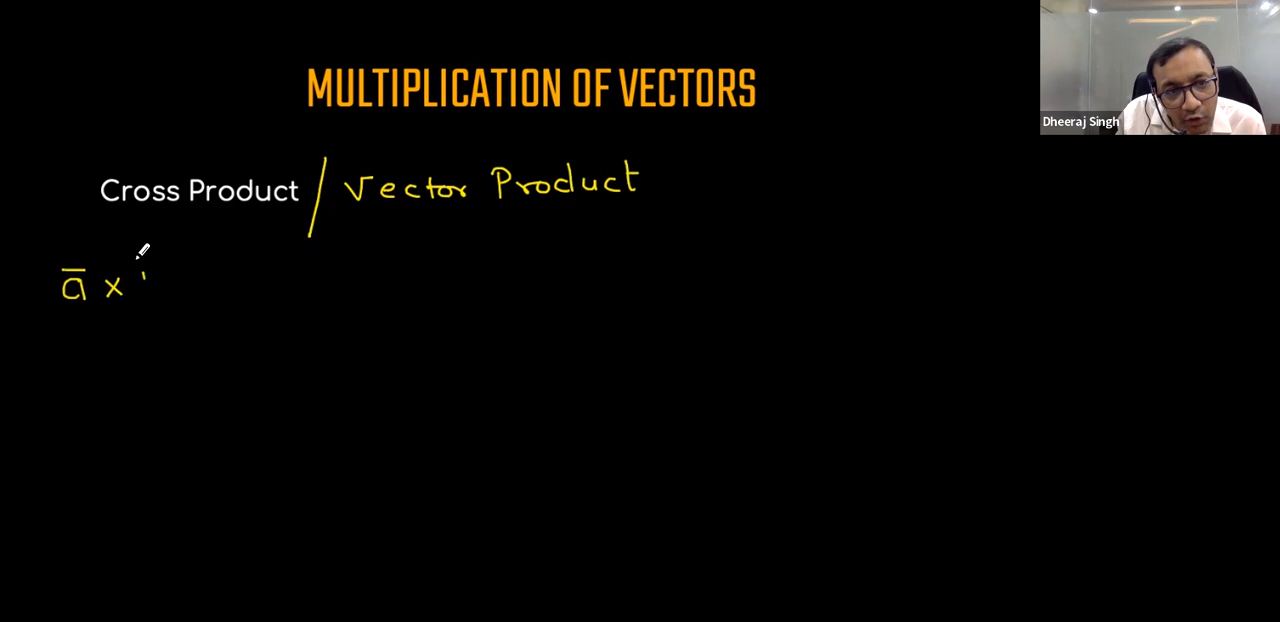 MULTIPLICATION OF VECTORS
Dheeraj Singh
Cross Product / Vector Product
a̅ ×